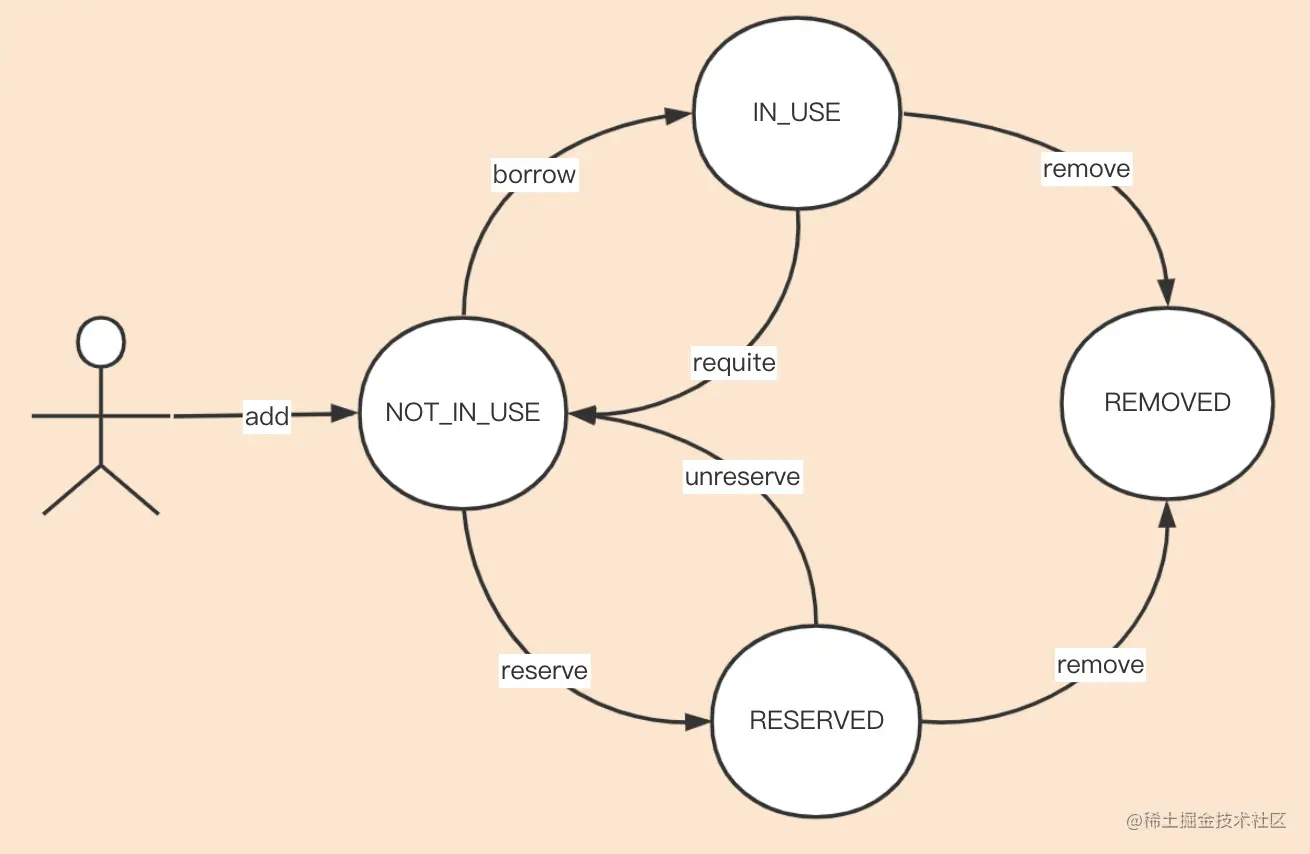 IN_USE
borrow
remove
requite
add
NOT_IN_USE
REMOVED
unreserve
reserve
remove
RESERVED
@稀土掘金技术社区